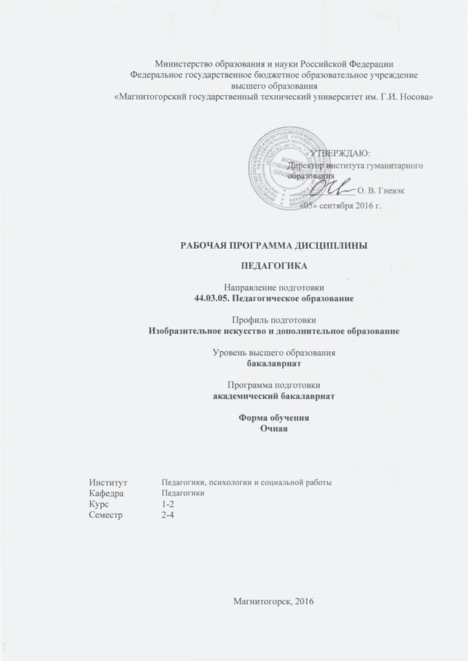 Министерство образования и науки Российской Федерации
Федеральное государственное бюджетное образовательное учреждение
высшего образования
«Магнитогорский государственный технический университет им. Г.И. Носова»
УТВЕРЖДАЮ:
Директор института гуманитарного
образования
О. В. Гневэк
«05» сентября 2016 г.
РАБОЧАЯ ПРОГРАММА ДИСЦИПЛИНЫ
ПЕДАГОГИКА
Направление подготовки
44.03.05. Педагогическое образование
Профиль подготовки
Изобразительное искусство и дополнительное образование
Уровень высшего образования
бакалавриат
Программа подготовки
академический бакалавриат
Форма обучения
Очная
Институт Педагогики, психологии и социальной работы
Кафедра Педагогики
Курс 1-2
Семестр 2-4
Магнитогорск, 2016